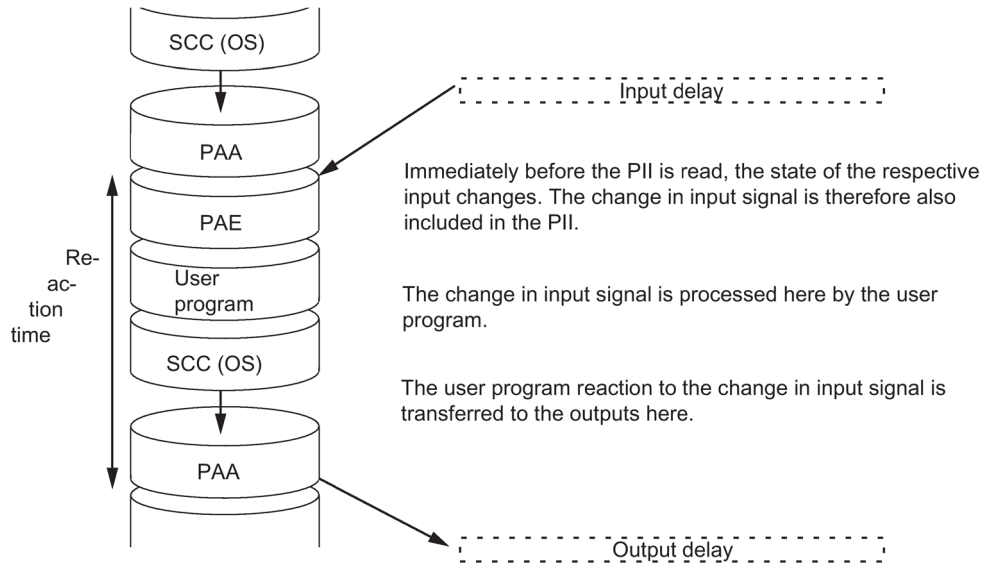 SCC (OS)
Input delay
PAA
Immediately before the PII is read, the state of the respective
input changes. The change in input signal is therefore also
included in the PII.
PAE
Re-
ac-
tion
time
User
program
The change in input signal is processed here by the user
program.
SCC (OS)
The user program reaction to the change in input signal is
transferred to the outputs here.
PAA
Output delay